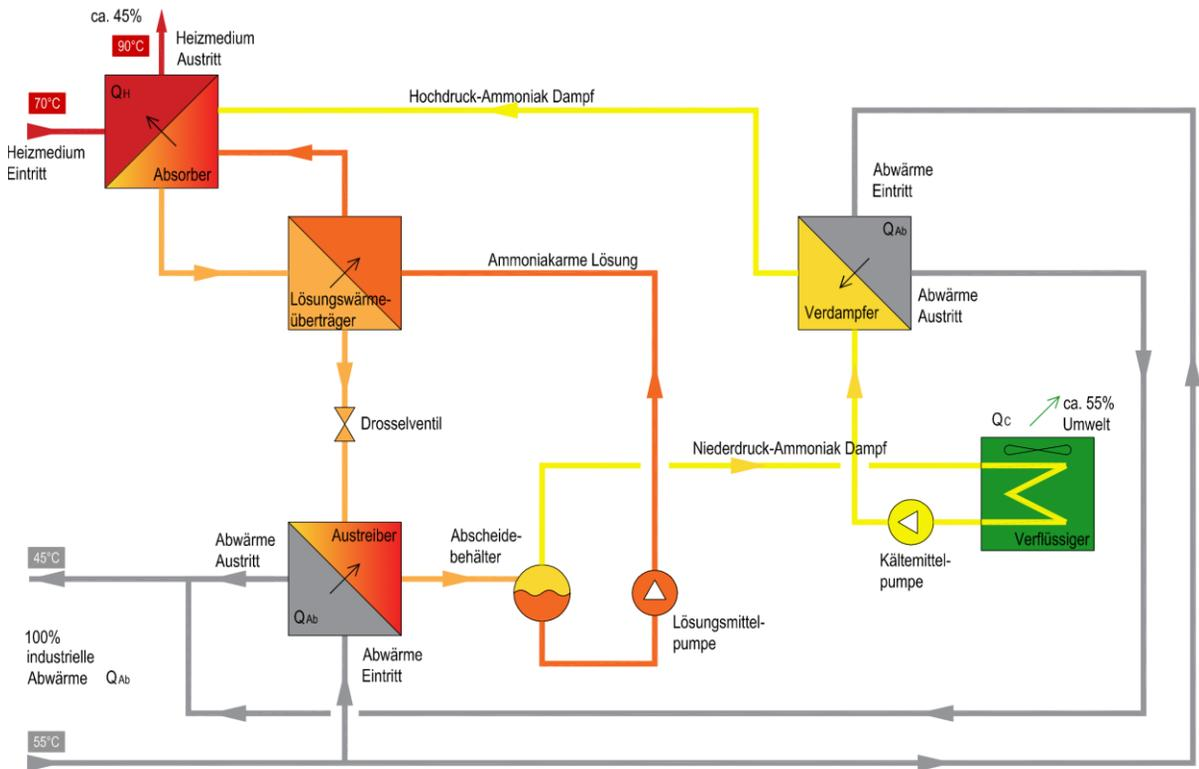 ca. 45%
90°C
Heizmedium
Austritt
QH
70°C
Heizmedium
Eintritt
Absorber
Hochdruck-Ammoniak Dampf
Abwärme
Eintritt
QAb
Verdampfer
Abwärme
Austritt
Ammoniakarme Lösung
Lösungswärme-
überträger
Drosselventil
Niederdruck-Ammoniak Dampf
QC
ca. 55%
Umwelt
Verflüssiger
Kältemittel-
pumpe
Abwärme
Austritt
Austreiber
QAb
Abscheide-
behälter
Lösungsmittel-
pumpe
45°C
100%
industrielle
Abwärme QAb
Abwärme
Eintritt
55°C